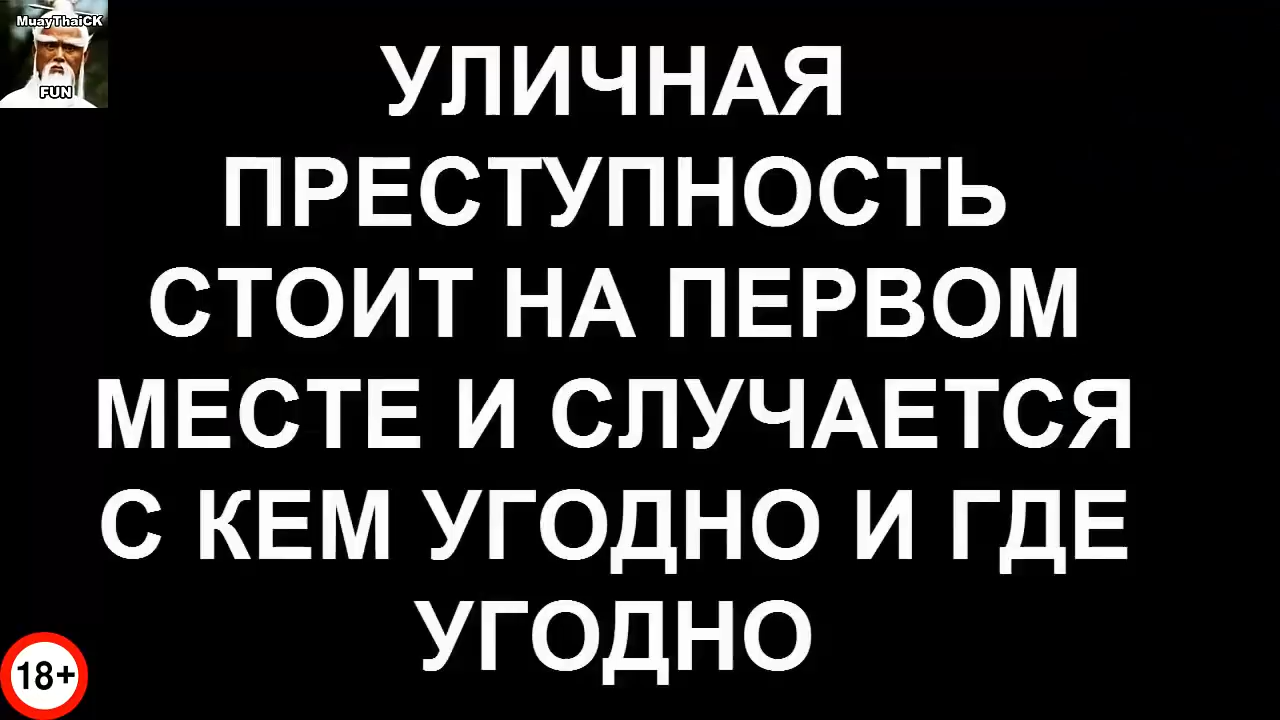 MuayThaiCK
FUN
УЛИЧНАЯ
ПРЕСТУПНОСТЬ
СТОИТ НА ПЕРВОМ
МЕСТЕ И СЛУЧАЕТСЯ
С КЕМ УГОДНО И ГДЕ
УГОДНО
18+